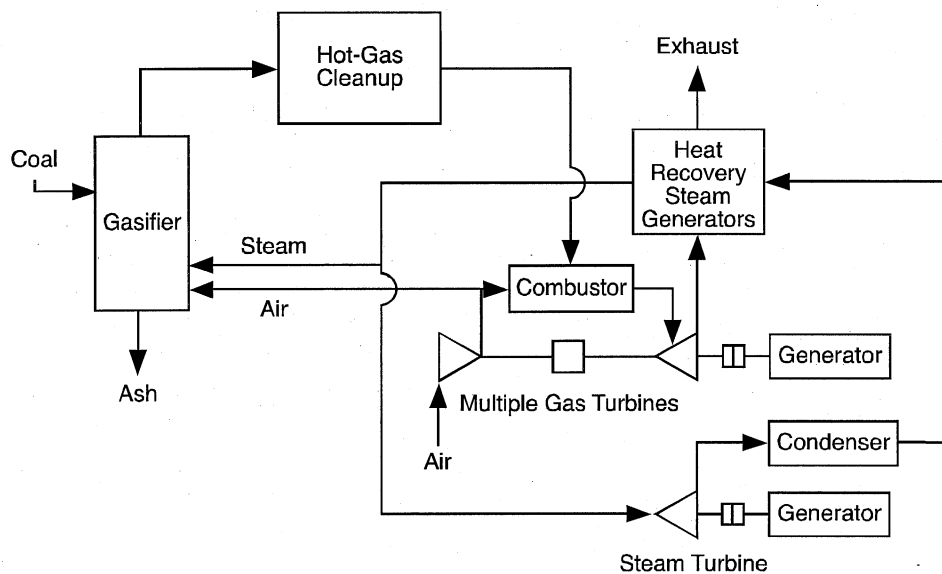 Hot-Gas
Cleanup
Exhaust
Coal
Gasifier
Heat
Recovery
Steam
Generators
Steam
Air
Combustor
Ash
Generator
Multiple Gas Turbines
Air
Condenser
Generator
Steam Turbine